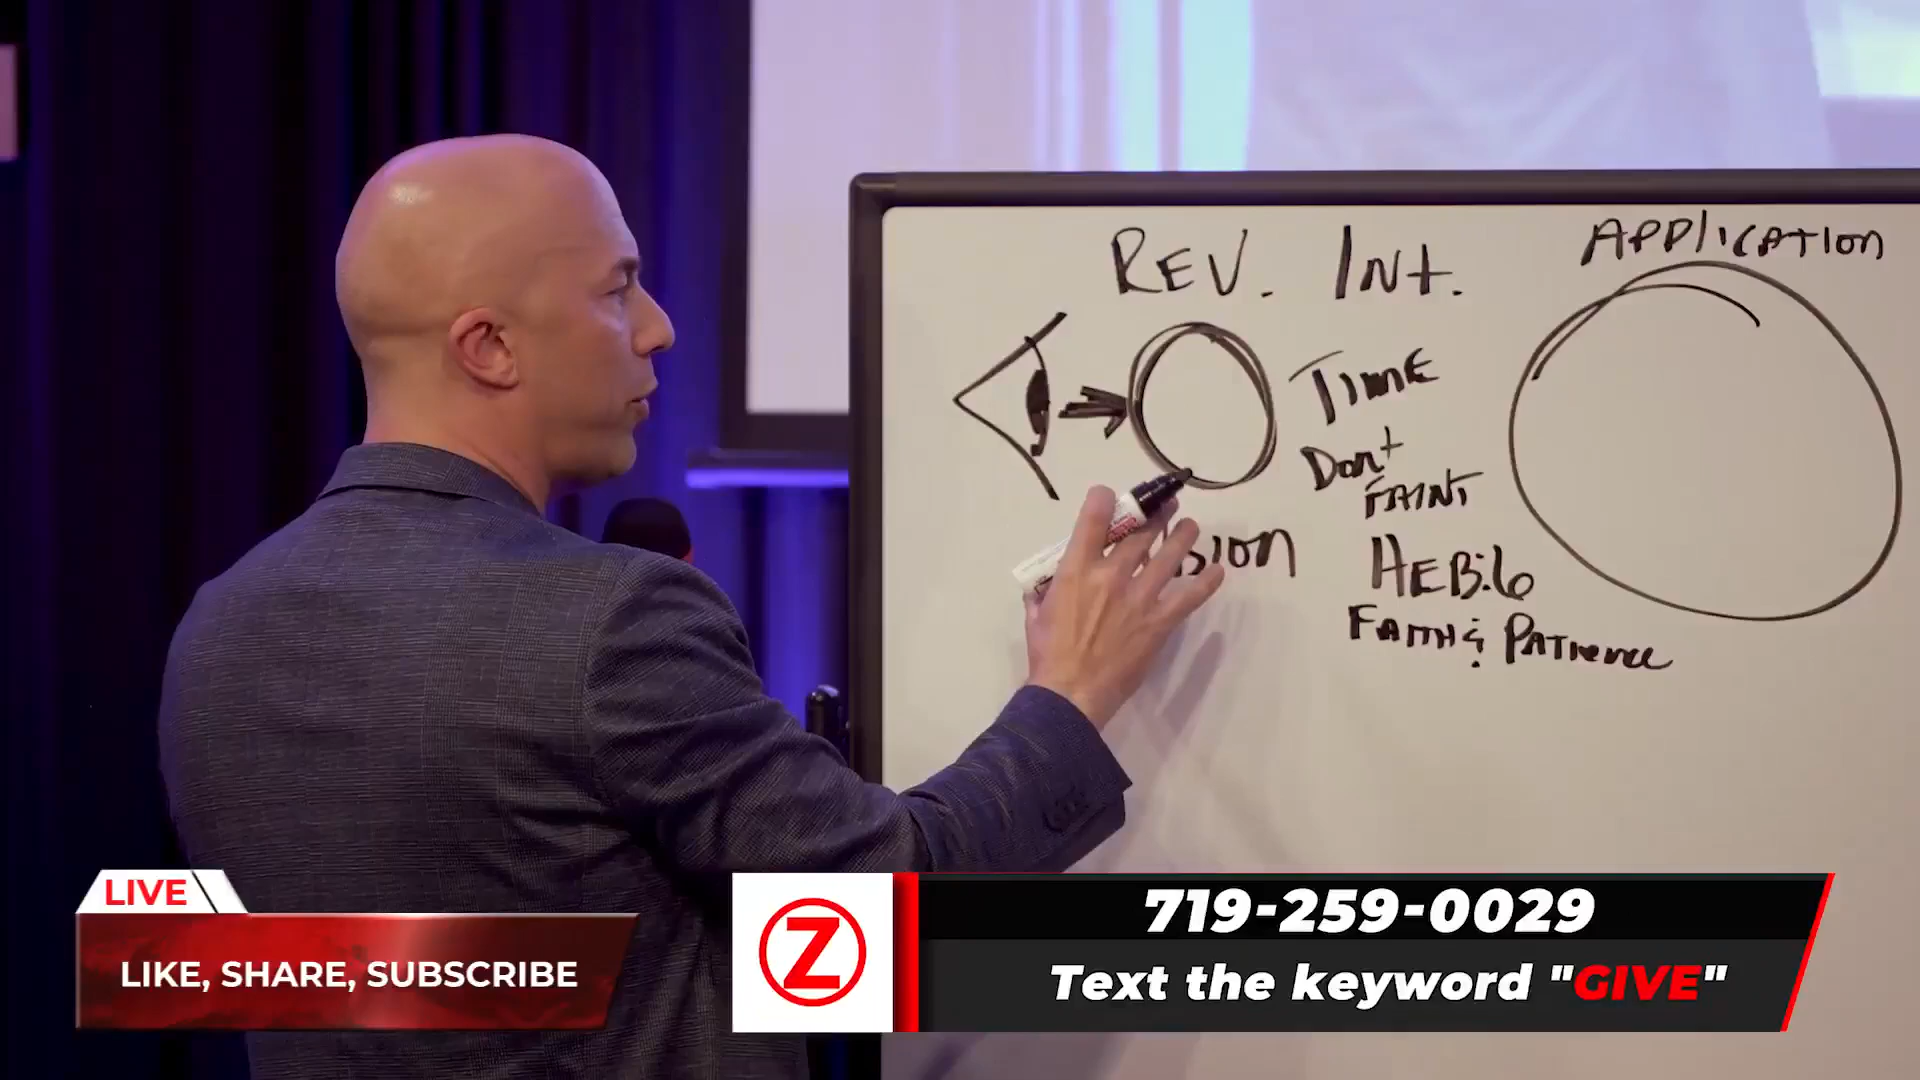 REV. INT.
APPLICATION
TIME
DON'T
FAINT
SION
HEB:6
FAITH & PATIENCE
LIVE
LIKE, SHARE, SUBSCRIBE
Z
719-259-0029
Text the keyword "GIVE"